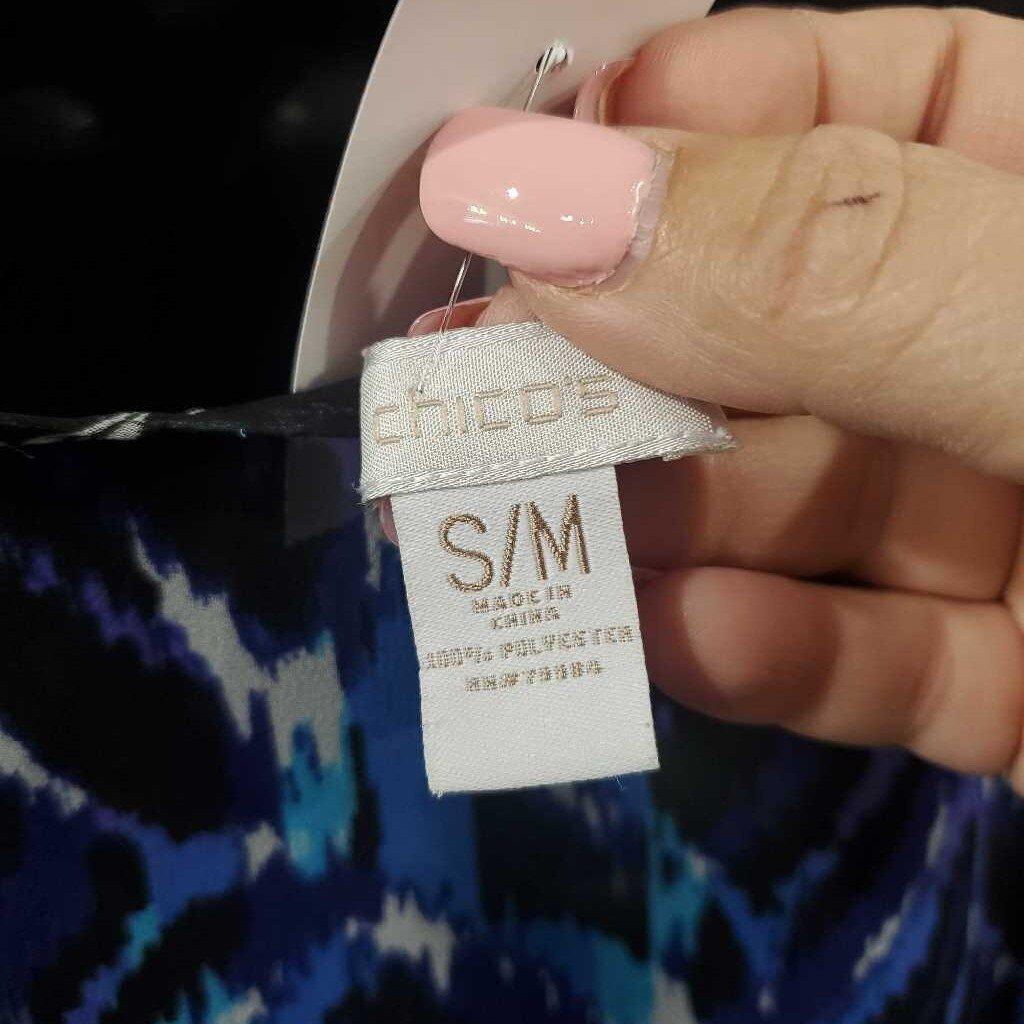 chico's
S/M
MADE IN
CHINA
100% POLYESTER